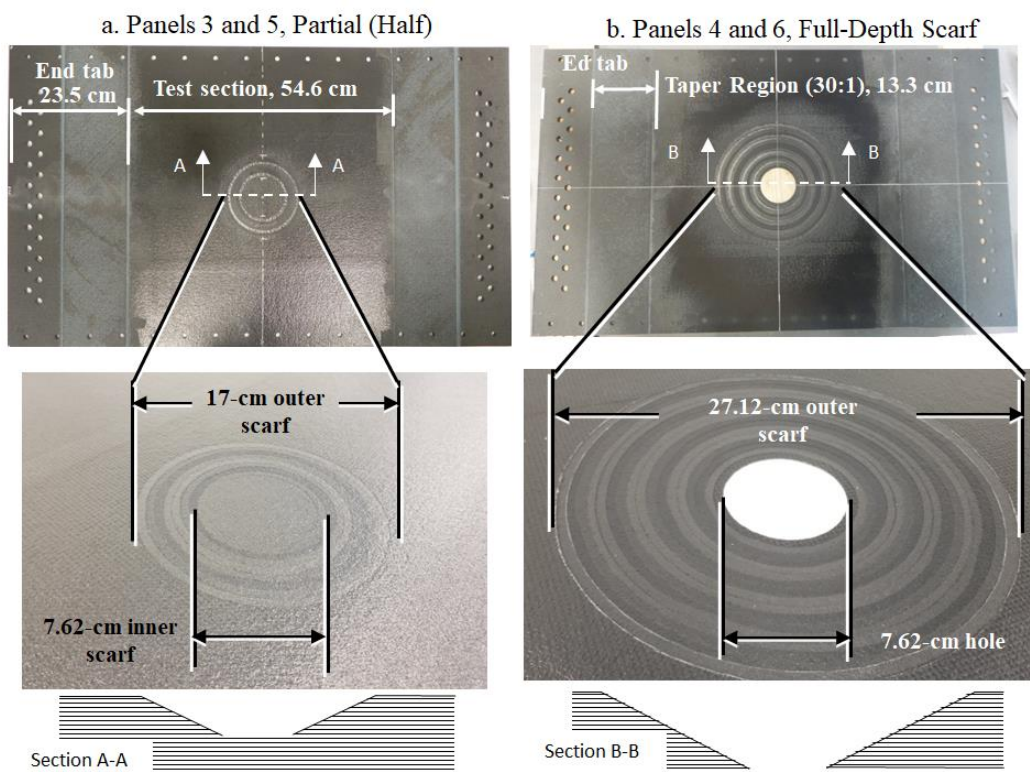 a. Panels 3 and 5, Partial (Half)
b. Panels 4 and 6, Full-Depth Scarf
End tab
23.5 cm
Test section, 54.6 cm
A
A
Ed tab
Taper Region (30:1), 13.3 cm
B
B
17-cm outer
scarf
7.62-cm inner
scarf
27.12-cm outer
scarf
7.62-cm hole
Section A-A
Section B-B